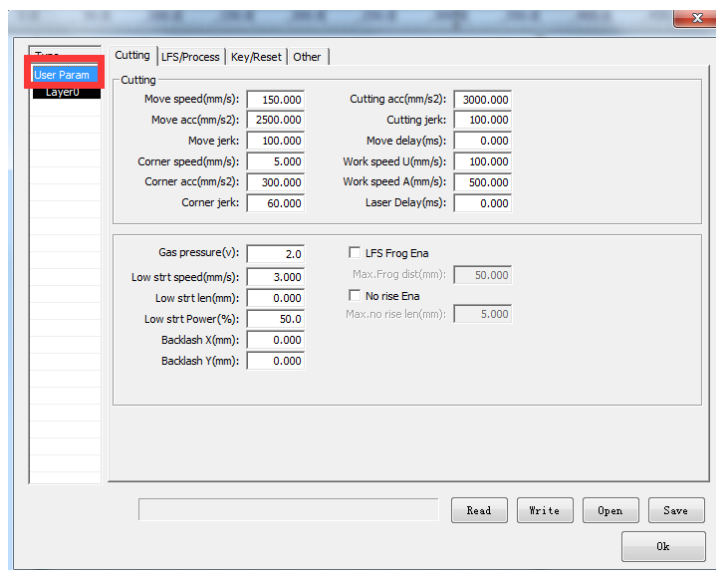 Type
User Param
Layer0
Cutting LFS/Process Key/Reset Other
Cutting
Move speed(mm/s): 150.000 Cutting acc(mm/s2): 3000.000
Move acc(mm/s2): 2500.000 Cutting jerk: 100.000
Move jerk: 100.000 Move delay(ms): 0.000
Corner speed(mm/s): 5.000 Work speed U(mm/s): 100.000
Corner acc(mm/s2): 300.000 Work speed A(mm/s): 500.000
Corner jerk: 60.000 Laser Delay(ms): 0.000
Gas pressure(v): 2.0 LFS Frog Ena
Low strt speed(mm/s): 3.000 Max.Frog dist(mm): 50.000
Low strt len(mm): 0.000 No rise Ena
Low strt Power(%): 50.0 Max.no rise len(mm): 5.000
Backlash X(mm): 0.000
Backlash Y(mm): 0.000
Read Write Open Save
Ok